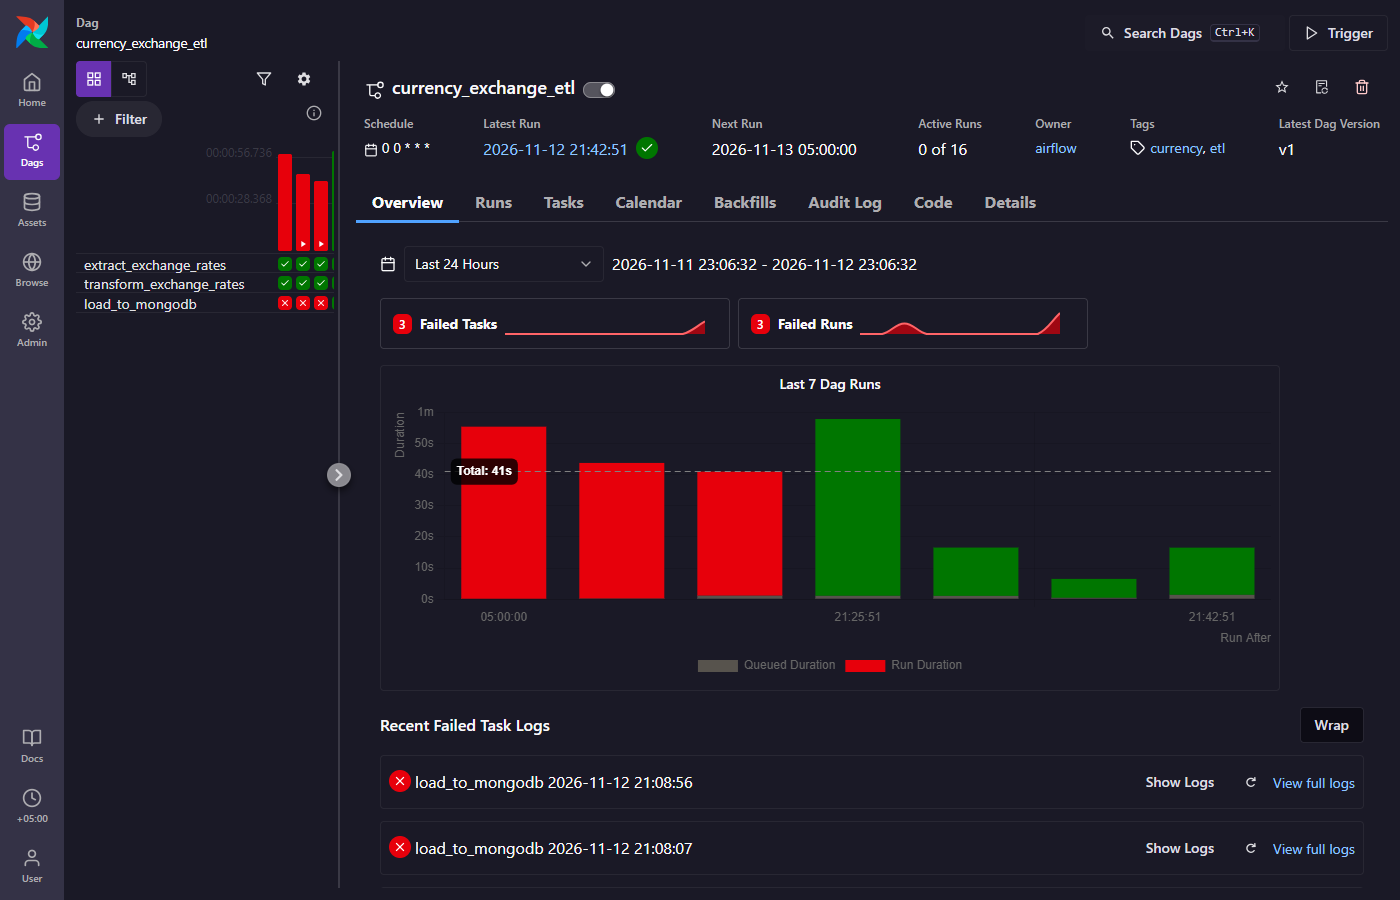 Dag
currency_exchange_etl
Search Dags Ctrl+K
Trigger
Home
Dags
Assets
Browse
Admin
Docs
+05:00
User
Filter
00:00:56.736
00:00:28.368
extract_exchange_rates
transform_exchange_rates
load_to_mongodb
currency_exchange_etl
Schedule Latest Run Next Run Active Runs Owner Tags Latest Dag Version
0 0 * * * 2026-11-12 21:42:51 2026-11-13 05:00:00 0 of 16 airflow currency, etl v1
Overview Runs Tasks Calendar Backfills Audit Log Code Details
Last 24 Hours 2026-11-11 23:06:32 - 2026-11-12 23:06:32
3 Failed Tasks
3 Failed Runs
Last 7 Dag Runs
Duration
1m
50s
40s
30s
20s
10s
0s
Total: 41s
05:00:00 21:25:51 21:42:51
Run After
Queued Duration Run Duration
Recent Failed Task Logs
Wrap
load_to_mongodb 2026-11-12 21:08:56 Show Logs View full logs
load_to_mongodb 2026-11-12 21:08:07 Show Logs View full logs